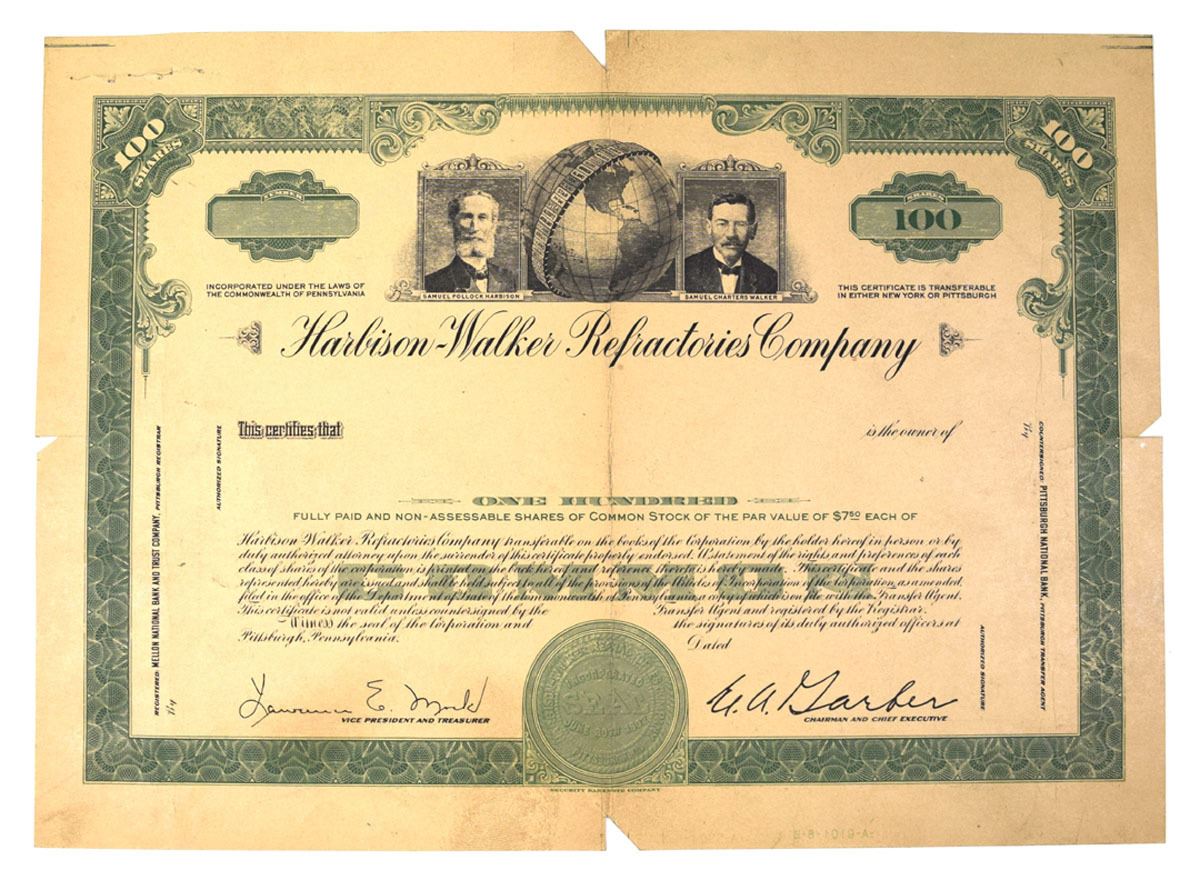 100
SHARES
100
SHARES
NUMBER
SHARES
100
SAMUEL POLLOCK HARBISON
SAMUEL CHARTERS WALKER
INCORPORATED UNDER THE LAWS OF
THE COMMONWEALTH OF PENNSYLVANIA
THIS CERTIFICATE IS TRANSFERABLE
IN EITHER NEW YORK OR PITTSBURGH
Harbison-Walker Refractories Company
This certifies that
is the owner of
ONE HUNDRED
FULLY PAID AND NON-ASSESSABLE SHARES OF COMMON STOCK OF THE PAR VALUE OF $7.50 EACH OF
Harbison-Walker Refractories Company transferable on the books of the Corporation by the holder hereof in person or by
duly authorized attorney upon the surrender of this certificate properly endorsed. A statement of the rights and preferences of each
class of shares of the corporation is printed on the back hereof and reference thereto is hereby made. This certificate and the shares
represented hereby are issued and shall be held subject to all of the provisions of the Articles of Incorporation of the Corporation, as amended,
filed in the office of the Department of State of the Commonwealth of Pennsylvania, a copy of which is on file with the Transfer Agent.
This certificate is not valid unless countersigned by the Transfer Agent and registered by the Registrar.
Witness the seal of the Corporation and the signatures of its duly authorized officers at
Pittsburgh, Pennsylvania.
Dated
VICE PRESIDENT AND TREASURER
E. A. Garber
CHAIRMAN AND CHIEF EXECUTIVE
REGISTERED: MELLON NATIONAL BANK AND TRUST COMPANY, PITTSBURGH REGISTRAR
By
AUTHORIZED SIGNATURE
COUNTERSIGNED: PITTSBURGH NATIONAL BANK, PITTSBURGH TRANSFER AGENT
By
AUTHORIZED SIGNATURE
INCORPORATED
SEAL
SECURITY BANKNOTE COMPANY